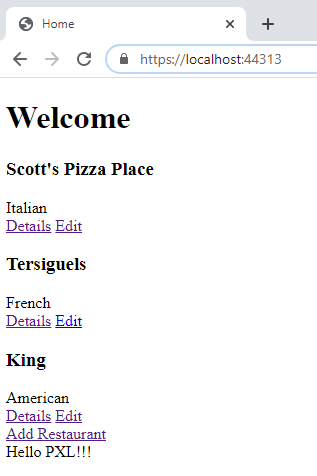 Home
https://localhost:44313
Welcome
Scott's Pizza Place
Italian
Details Edit
Tersiguels
French
Details Edit
King
American
Details Edit
Add Restaurant
Hello PXL!!!